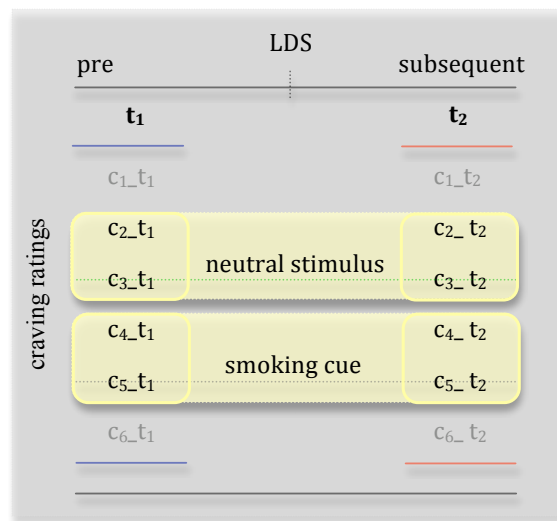 LDS
pre subsequent
t₁ t₂
c₁_t₁ c₁_t₂
c₂_t₁ c₂_ t₂
neutral stimulus
c₃_t₁ c₃_ t₂
craving ratings
c₄_t₁ c₄_ t₂
smoking cue
c₅_t₁ c₅_ t₂
c₆_t₁ c₆_ t₂